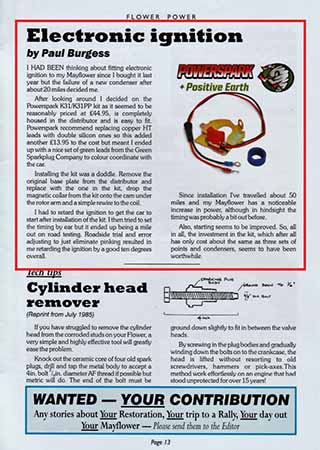 FLOWER POWER
Electronic ignition
by Paul Burgess
I HAD BEEN thinking about fitting electronic
ignition to my Mayflower since I bought it last
year but the failure of a new condenser after
about 20 miles decided me.
After looking around I decided on the
Powerspark K31/K31PP kit as it seemed to be
reasonably priced at £44.95, is completely
housed in the distributor and is easy to fit.
Powerspark recommend replacing copper HT
leads with double silicon ones so this added
another £13.95 to the cost but meant I ended
up with a nice set of green leads from the Green
Sparkplug Company to colour coordinate with
the car.
Installing the kit was a doddle. Remove the
original base plate from the distributor and
replace with the one in the kit, drop the
magnetic collar from the kit onto the cam under
the rotor arm and a simple rewire to the coil.
I had to retard the ignition to get the car to
start after installation of the kit. I then tried to set
the timing by ear but it ended up being a mile
out on road testing. Roadside trial and error
adjusting to just eliminate pinking resulted in
me retarding the ignition by a good ten degrees
overall.
POWERSPARK
+ Positive Earth
Since installation I've travelled about 50
miles and my Mayflower has a noticeable
increase in power, although in hindsight the
timing was probably a bit out before.
Also, starting seems to be improved. So, all
in all, the investment in the kit, which after all
has only cost about the same as three sets of
points and condensers, seems to have been
worthwhile.
Tech tips
Cylinder head
remover
(Reprint from July 1985)
If you have struggled to remove the cylinder
head from the corroded studs on your Flower, a
very simple and highly effective tool will greatly
ease the problem.
Knock out the ceramic core of four old spark
plugs, drill and tap the metal body to accept a
diameter AF thread if possible but
metric will do. The end of the bolt must be
ground down slightly to fit in between the valve
heads.
By screwing in the plug bodies and gradually
winding down the bolts on to the crankcase, the
head is lifted without resorting to old
screwdrivers, hammers or pick-axes. This
method work effortlessly on an engine that had
stood unprotected for over 15 years!
WANTED — YOUR CONTRIBUTION
Any stories about Your Restoration, Your trip to a Rally, Your day out
Your Mayflower — Please send them to the Editor
Page 13